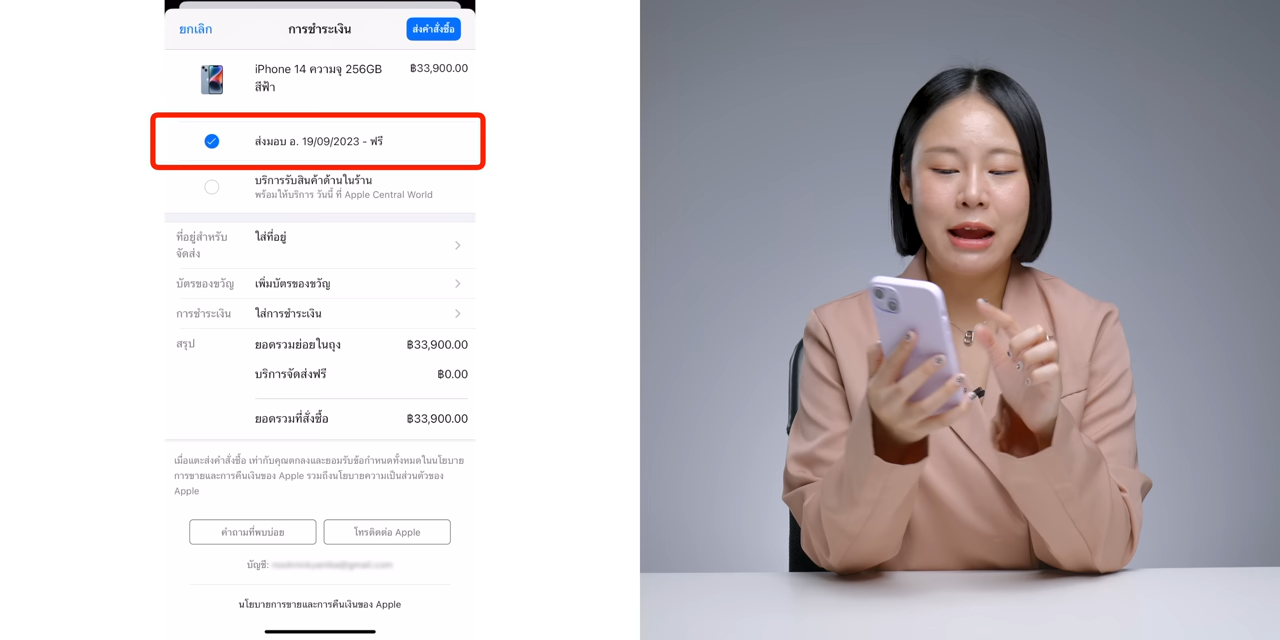 ยกเลิก
การชำระเงิน
ส่งคำสั่งซื้อ
iPhone 14 ความจุ 256GB
สีฟ้า
฿33,900.00
ส่งมอบ อ. 19/09/2023 - ฟรี
บริการรับสินค้าด้านในร้าน
พร้อมให้บริการ วันนี้ ที่ Apple Central World
ที่อยู่สำหรับ
จัดส่ง
ใส่ที่อยู่
บัตรของขวัญ
เพิ่มบัตรของขวัญ
การชำระเงิน
ใส่การชำระเงิน
สรุป
ยอดรวมย่อยในถุง
฿33,900.00
บริการจัดส่งฟรี
฿0.00
ยอดรวมที่สั่งซื้อ
฿33,900.00
เมื่อแตะส่งคำสั่งซื้อ เท่ากับคุณตกลงและยอมรับข้อกำหนดทั้งหมดในนโยบาย
การขายและการคืนเงินของ Apple รวมถึงนโยบายความเป็นส่วนตัวของ
Apple
คำถามที่พบบ่อย
โทรติดต่อ Apple
บัญชี:
นโยบายการขายและการคืนเงินของ Apple